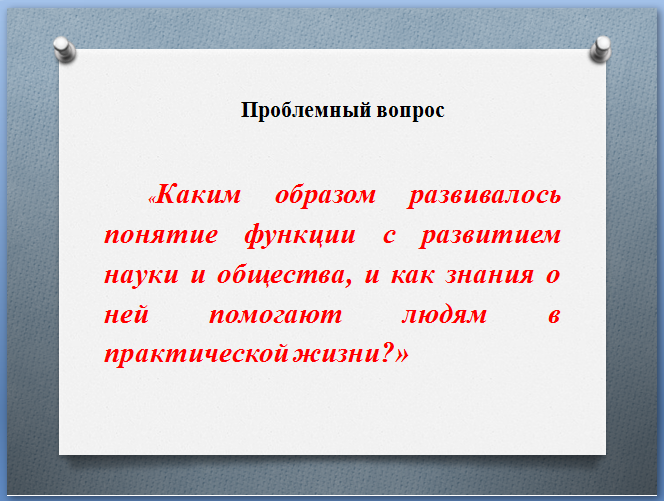 Проблемный вопрос
«Каким образом развивалось
понятие функции с развитием
науки и общества, и как знания о
ней помогают людям в
практической жизни?»